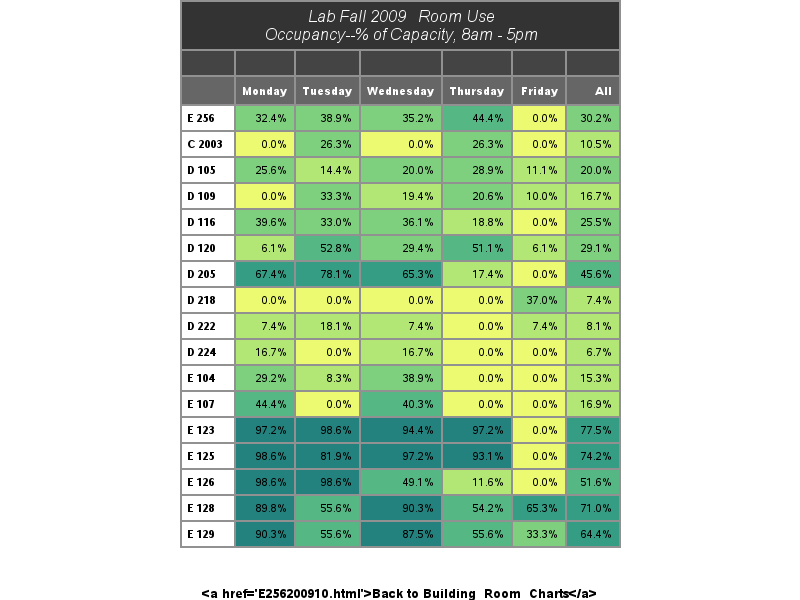 Lab Fall 2009 Room Use
Occupancy--% of Capacity, 8am - 5pm
Monday Tuesday Wednesday Thursday Friday All
E 256 32.4% 38.9% 35.2% 44.4% 0.0% 30.2%
C 2003 0.0% 26.3% 0.0% 26.3% 0.0% 10.5%
D 105 25.6% 14.4% 20.0% 28.9% 11.1% 20.0%
D 109 0.0% 33.3% 19.4% 20.6% 10.0% 16.7%
D 116 39.6% 33.0% 36.1% 18.8% 0.0% 25.5%
D 120 6.1% 52.8% 29.4% 51.1% 6.1% 29.1%
D 205 67.4% 78.1% 65.3% 17.4% 0.0% 45.6%
D 218 0.0% 0.0% 0.0% 0.0% 37.0% 7.4%
D 222 7.4% 18.1% 7.4% 0.0% 7.4% 8.1%
D 224 16.7% 0.0% 16.7% 0.0% 0.0% 6.7%
E 104 29.2% 8.3% 38.9% 0.0% 0.0% 15.3%
E 107 44.4% 0.0% 40.3% 0.0% 0.0% 16.9%
E 123 97.2% 98.6% 94.4% 97.2% 0.0% 77.5%
E 125 98.6% 81.9% 97.2% 93.1% 0.0% 74.2%
E 126 98.6% 98.6% 49.1% 11.6% 0.0% 51.6%
E 128 89.8% 55.6% 90.3% 54.2% 65.3% 71.0%
E 129 90.3% 55.6% 87.5% 55.6% 33.3% 64.4%
<a href='E256200910.html'>Back to Building_Room_Charts</a>